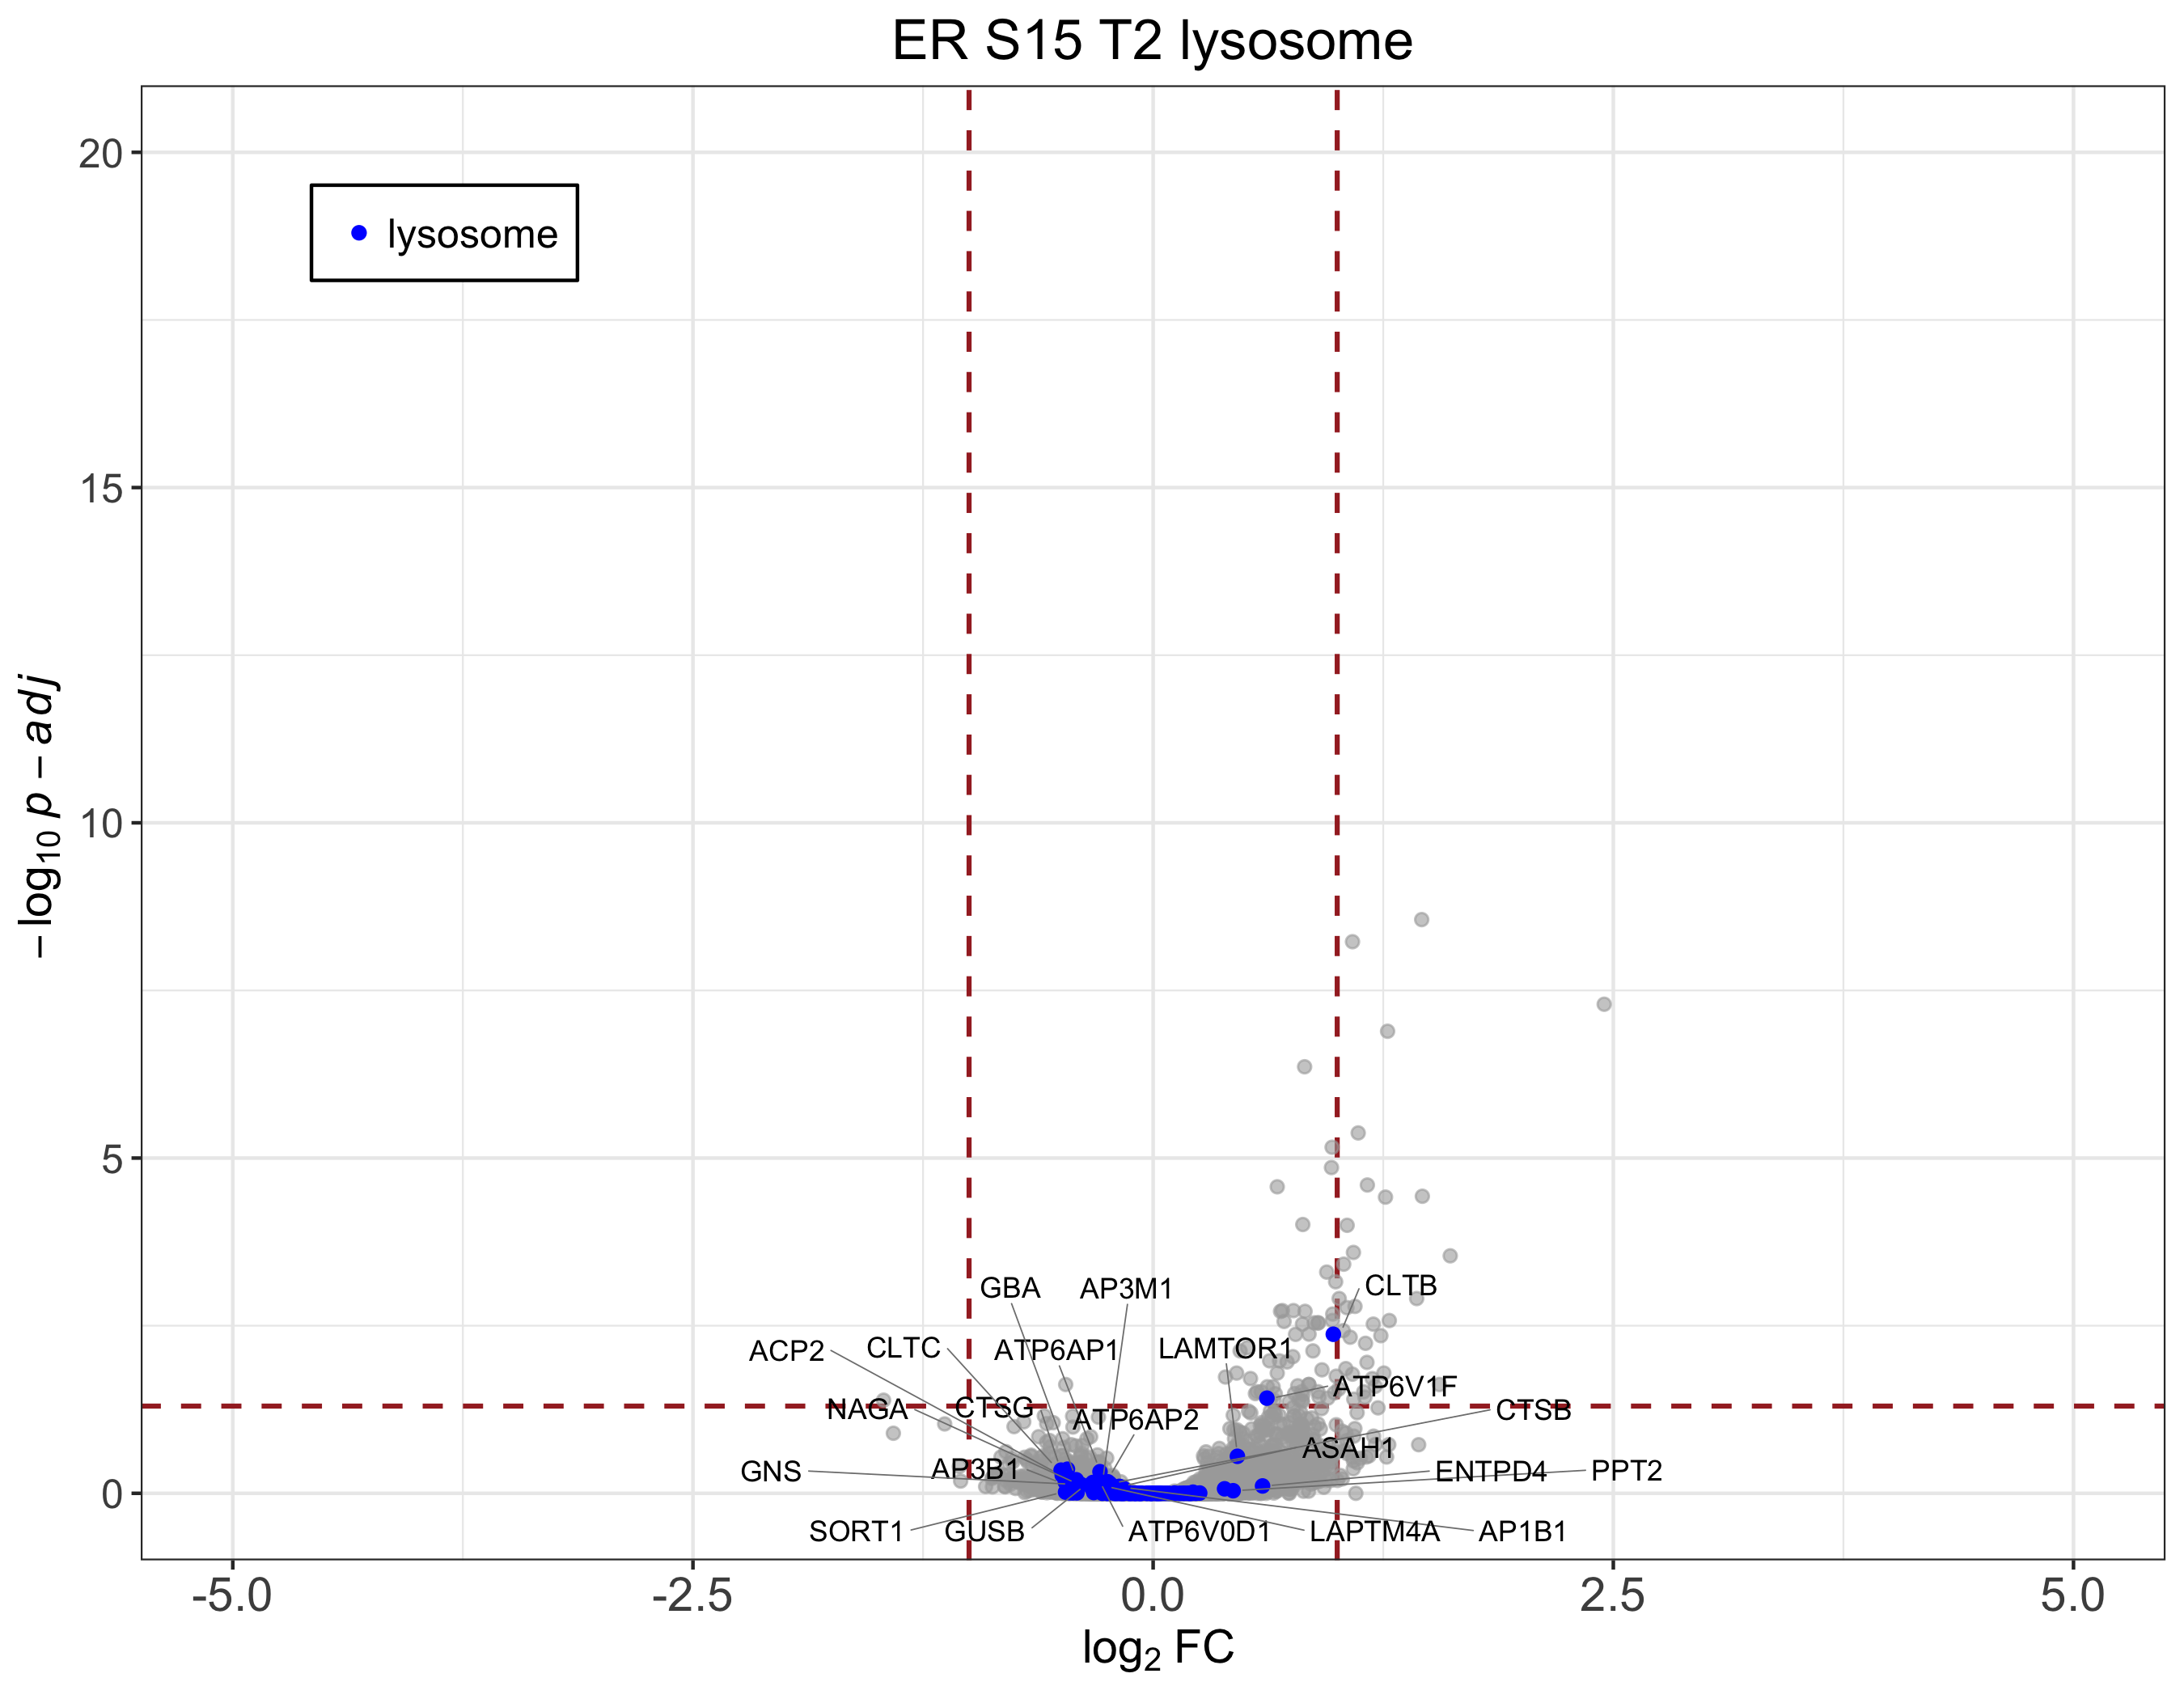 ER S15 T2 lysosome
20
lysosome
15
−log10 p − adj
10
5
GBA
AP3M1
CLTB
ACP2
CLTC
ATP6AP1
LAMTOR1
ATP6V1F
NAGA
CTSG
ATP6AP2
CTSB
ASAH1
GNS
AP3B1
ENTPD4
PPT2
0
SORT1
GUSB
ATP6V0D1
LAPTM4A
AP1B1
-5.0
-2.5
0.0
2.5
5.0
log2 FC